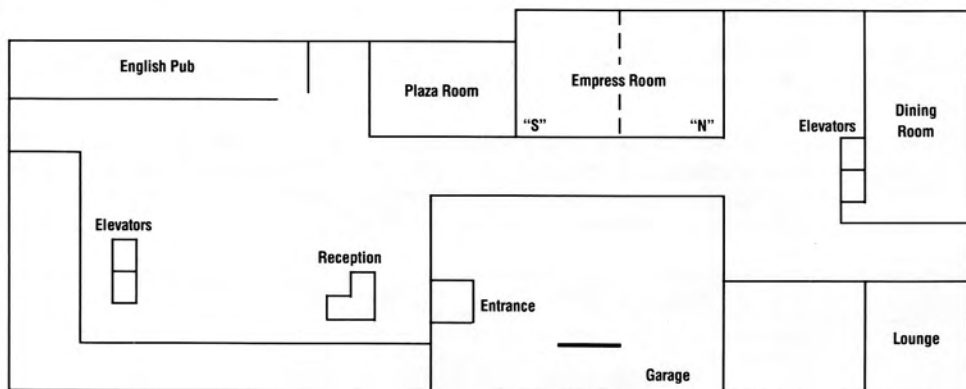 English Pub
Plaza Room
Empress Room
“S”
“N”
Elevators
Dining
Room
Elevators
Reception
Entrance
Garage
Lounge